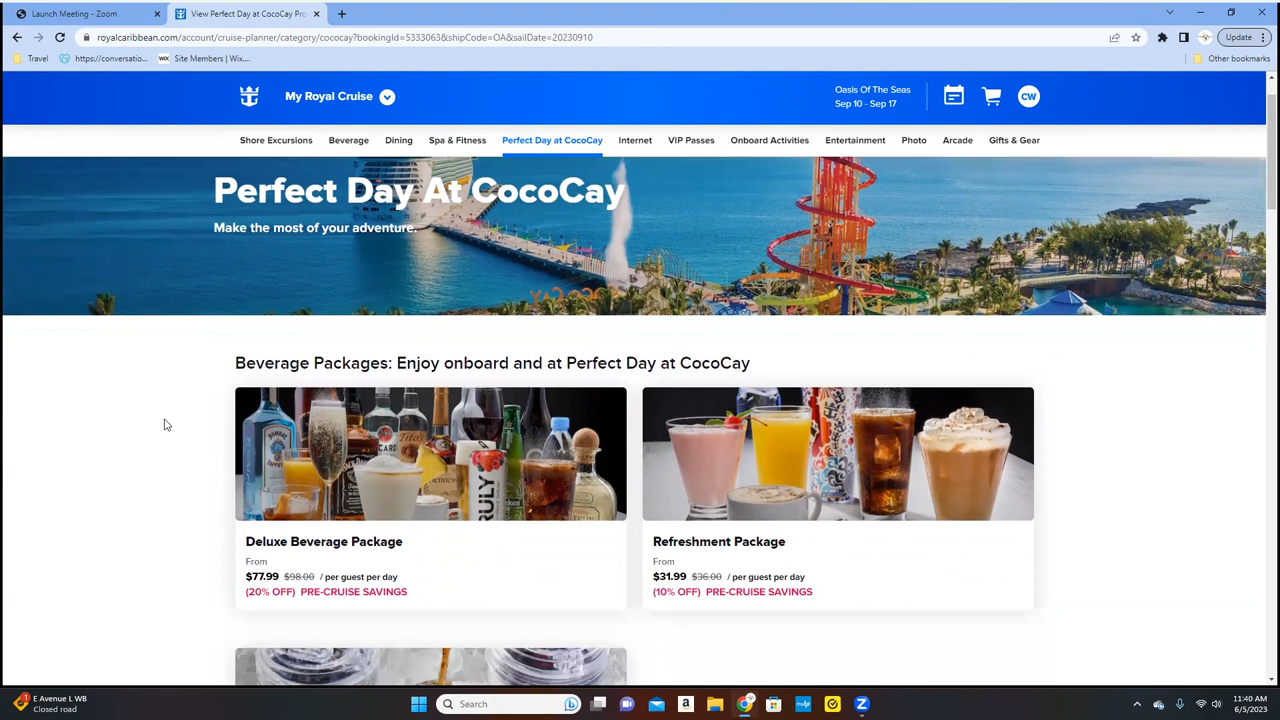 Launch Meeting - Zoom
View Perfect Day at CocoCay Pro
royalcaribbean.com/account/cruise-planner/category/cococay?bookingId=5333063&shipCode=OA&sailDate=20230910
Update
Travel
https://conversatio...
WIX Site Members | Wix....
Other bookmarks
My Royal Cruise
Oasis Of The Seas
Sep 10 - Sep 17
CW
Shore Excursions Beverage Dining Spa & Fitness Perfect Day at CocoCay Internet VIP Passes Onboard Activities Entertainment Photo Arcade Gifts & Gear
Perfect Day At CocoCay
Make the most of your adventure.
Beverage Packages: Enjoy onboard and at Perfect Day at CocoCay
TRULY
Deluxe Beverage Package
From
$77.99 $98.00 / per guest per day
(20% OFF) PRE-CRUISE SAVINGS
Refreshment Package
From
$31.99 $36.00 / per guest per day
(10% OFF) PRE-CRUISE SAVINGS
E Avenue L WB
Closed road
Search
11:40 AM
6/5/2023